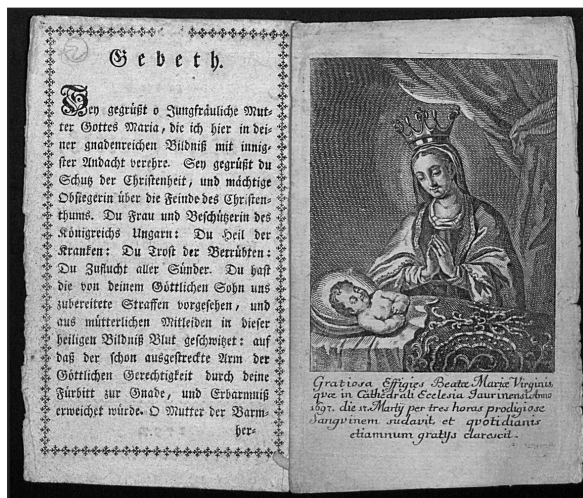 Gebeth.
Sey gegrüßt o Jungfräuliche Mut-
ter Gottes Maria, die ich hier in dei-
ner gnadenreichen Bildniß mit innig-
ster Andacht verehre. Sey gegrüßt du
Schutz der Christenheit, und mächtige
Obsiegerin über die Feinde des Christen-
thums. Du Frau und Beschützerin des
Königreichs Ungarn: Du Heil der
Kranken: Du Trost der Betrübten:
Du Zuflucht aller Sünder. Du hast
die von deinem Göttlichen Sohn uns
zubereitete Straffen vorgesehen, und
aus mütterlichen Mitleiden in dieser
heiligen Bildniß Blut geschwitzet: auf
daß der schon ausgestreckte Arm der
Göttlichen Gerechtigkeit durch deine
Fürbitt zur Gnade, und Erbarmniß
erweichet würde. O Mutter der Barm-
her-
Gratiosa Effigies Beatæ Mariæ Virginis
qvæ in Cathedrali Ecclesia Jaurinensi Anno
1697. die 17. Martij per tres horas prodigiose
Sangvinem sudavit et qvotidianis
etiamnum gratijs clarescit.